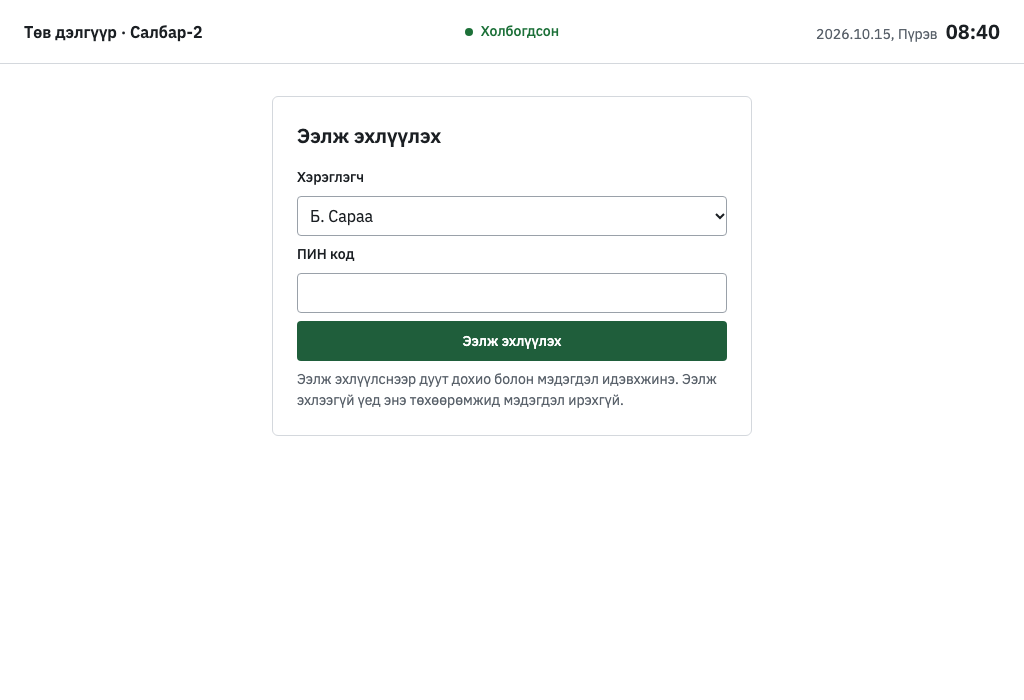 Төв дэлгүүр · Салбар-2
Холбогдсон
2026.10.15, Пүрэв 08:40
Ээлж эхлүүлэх
Хэрэглэгч
Б. Сараа
ПИН код
Ээлж эхлүүлэх
Ээлж эхлүүлснээр дуут дохио болон мэдэгдэл идэвхжинэ. Ээлж
эхлээгүй үед энэ төхөөрөмжид мэдэгдэл ирэхгүй.